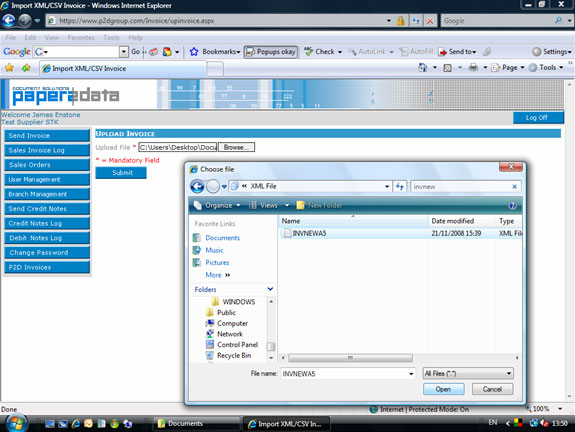 Import XML/CSV Invoice - Windows Internet Explorer
https://www.p2dgroup.com/Invoice/upinvoice.aspx
Google
File Edit View Favorites Tools Help
Google G Go Bookmarks Popups okay Check AutoLink AutoFill Send to Settings
Import XML/CSV Invoice Page Tools
DOCUMENT SOLUTIONS
paper2data
Welcome James Enstone
Test Supplier STK
Log Off
Send Invoice
Sales Invoice Log
Sales Orders
User Management
Branch Management
Send Credit Notes
Credit Notes Log
Debit Notes Log
Change Password
P2D Invoices
UPLOAD INVOICE
Upload File * C:\Users\Desktop\Docu Browse...
* = Mandatory Field
Submit
Choose file
« XML File
invnew
Organize Views New Folder
Favorite Links
Documents
Music
Pictures
More »
Folders
WINDOWS
Public
Computer
Network
Control Panel
Recycle Bin
Name Date modified Type
INVNEWA5 21/11/2008 15:39 XML File
File name: INVNEWA5 All Files (*.*)
Open Cancel
Done Internet | Protected Mode: On 100%
Documents Import XML/CSV In... EN 13:50